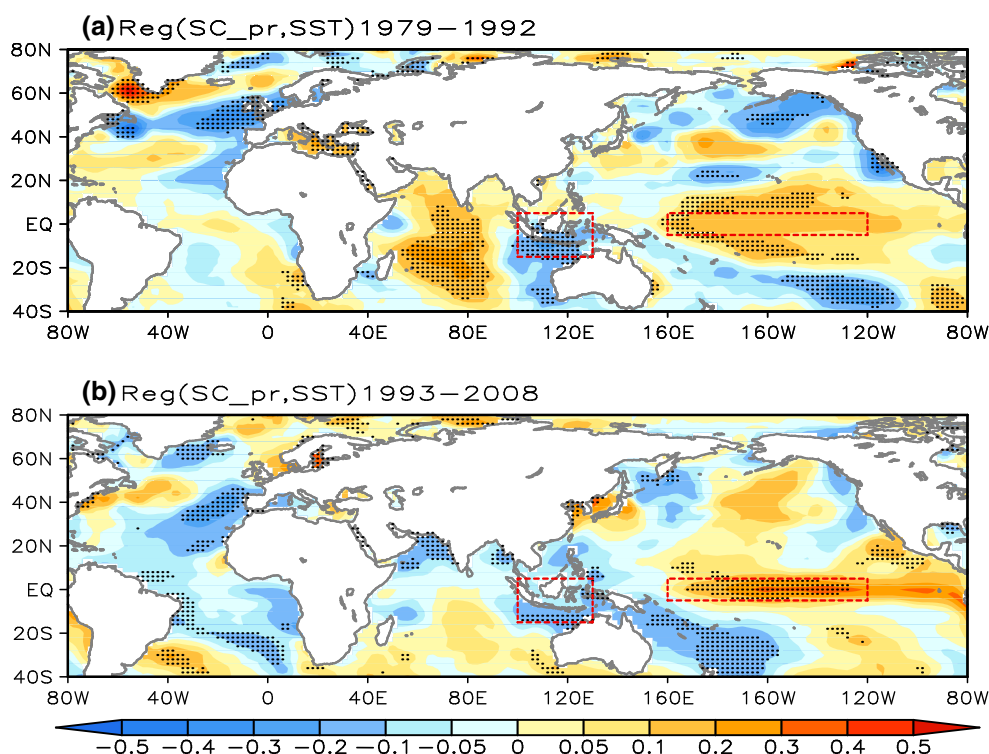 (a) Reg(SC_pr,SST)1979−1992
80N
60N
40N
20N
EQ
20S
40S
80W 40W 0 40E 80E 120E 160E 160W 120W 80W
(b) Reg(SC_pr,SST)1993−2008
80N
60N
40N
20N
EQ
20S
40S
80W 40W 0 40E 80E 120E 160E 160W 120W 80W
−0.5 −0.4 −0.3 −0.2 −0.1 −0.05 0 0.05 0.1 0.2 0.3 0.4 0.5